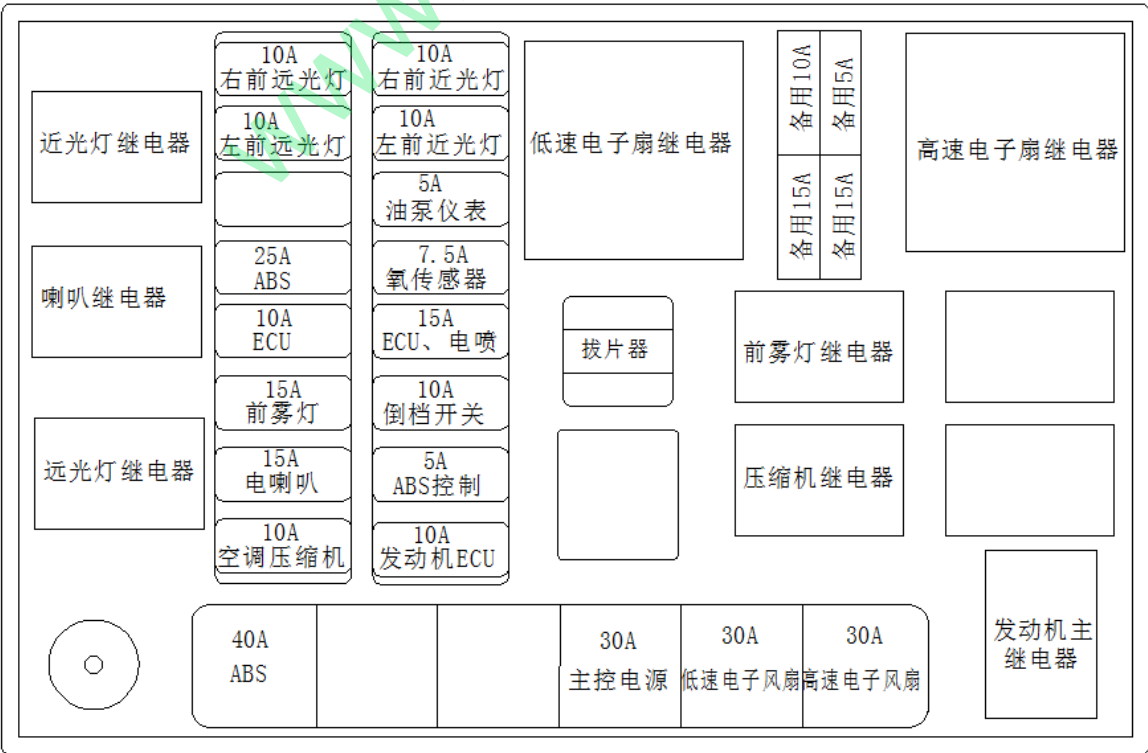 近光灯继电器
喇叭继电器
远光灯继电器
10A
右前远光灯
10A
左前远光灯
25A
ABS
10A
ECU
15A
前雾灯
15A
电喇叭
10A
空调压缩机
10A
右前近光灯
10A
左前近光灯
5A
油泵仪表
7.5A
氧传感器
15A
ECU、电喷
10A
倒档开关
5A
ABS控制
10A
发动机ECU
低速电子扇继电器
备用10A
备用5A
备用15A
备用15A
高速电子扇继电器
拔片器
前雾灯继电器
压缩机继电器
发动机主
继电器
40A
ABS
30A
主控电源
30A
低速电子风扇
30A
高速电子风扇
www